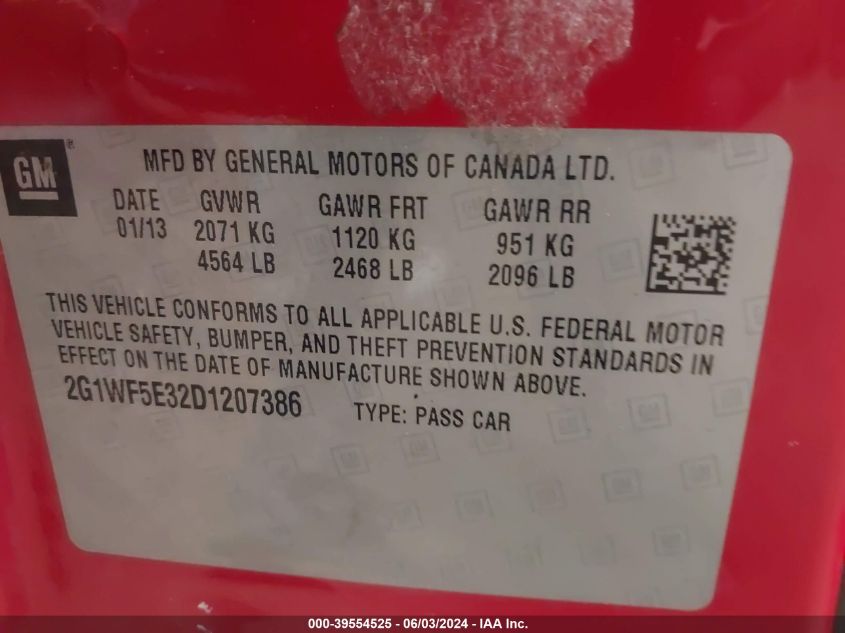 GM®
MFD BY GENERAL MOTORS OF CANADA LTD.
DATE GVWR GAWR FRT GAWR RR
01/13 2071 KG 1120 KG 951 KG
4564 LB 2468 LB 2096 LB
THIS VEHICLE CONFORMS TO ALL APPLICABLE U.S. FEDERAL MOTOR
VEHICLE SAFETY, BUMPER, AND THEFT PREVENTION STANDARDS IN
EFFECT ON THE DATE OF MANUFACTURE SHOWN ABOVE.
2G1WF5E32D1207386 TYPE: PASS CAR
000-39554525 - 06/03/2024 - IAA Inc.